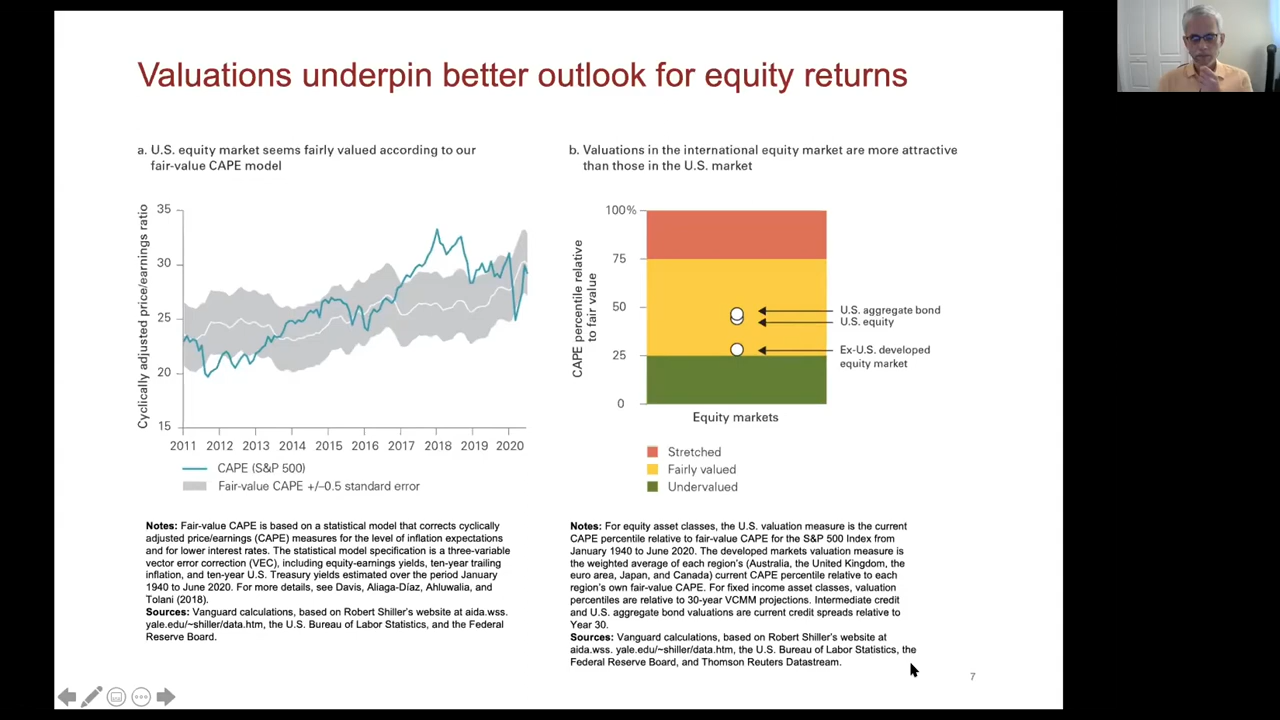 Valuations underpin better outlook for equity returns
a. U.S. equity market seems fairly valued according to our
fair-value CAPE model
Cyclically adjusted price/earnings ratio
35
30
25
20
15
2011 2012 2013 2014 2015 2016 2017 2018 2019 2020
CAPE (S&P 500)
Fair-value CAPE +/–0.5 standard error
Notes: Fair-value CAPE is based on a statistical model that corrects cyclically
adjusted price/earnings (CAPE) measures for the level of inflation expectations
and for lower interest rates. The statistical model specification is a three-variable
vector error correction (VEC), including equity-earnings yields, ten-year trailing
inflation, and ten-year U.S. Treasury yields estimated over the period January
1940 to June 2020. For more details, see Davis, Aliaga-Díaz, Ahluwalia, and
Tolani (2018).
Sources: Vanguard calculations, based on Robert Shiller's website at aida.wss.
yale.edu/~shiller/data.htm, the U.S. Bureau of Labor Statistics, and the Federal
Reserve Board.
b. Valuations in the international equity market are more attractive
than those in the U.S. market
CAPE percentile relative
to fair value
100%
75
50
25
0
U.S. aggregate bond
U.S. equity
Ex-U.S. developed
equity market
Equity markets
Stretched
Fairly valued
Undervalued
Notes: For equity asset classes, the U.S. valuation measure is the current
CAPE percentile relative to fair-value CAPE for the S&P 500 Index from
January 1940 to June 2020. The developed markets valuation measure is
the weighted average of each region's (Australia, the United Kingdom, the
euro area, Japan, and Canada) current CAPE percentile relative to each
region's own fair-value CAPE. For fixed income asset classes, valuation
percentiles are relative to 30-year VCMM projections. Intermediate credit
and U.S. aggregate bond valuations are current credit spreads relative to
Year 30.
Sources: Vanguard calculations, based on Robert Shiller's website at
aida.wss. yale.edu/~shiller/data.htm, the U.S. Bureau of Labor Statistics, the
Federal Reserve Board, and Thomson Reuters Datastream.
7